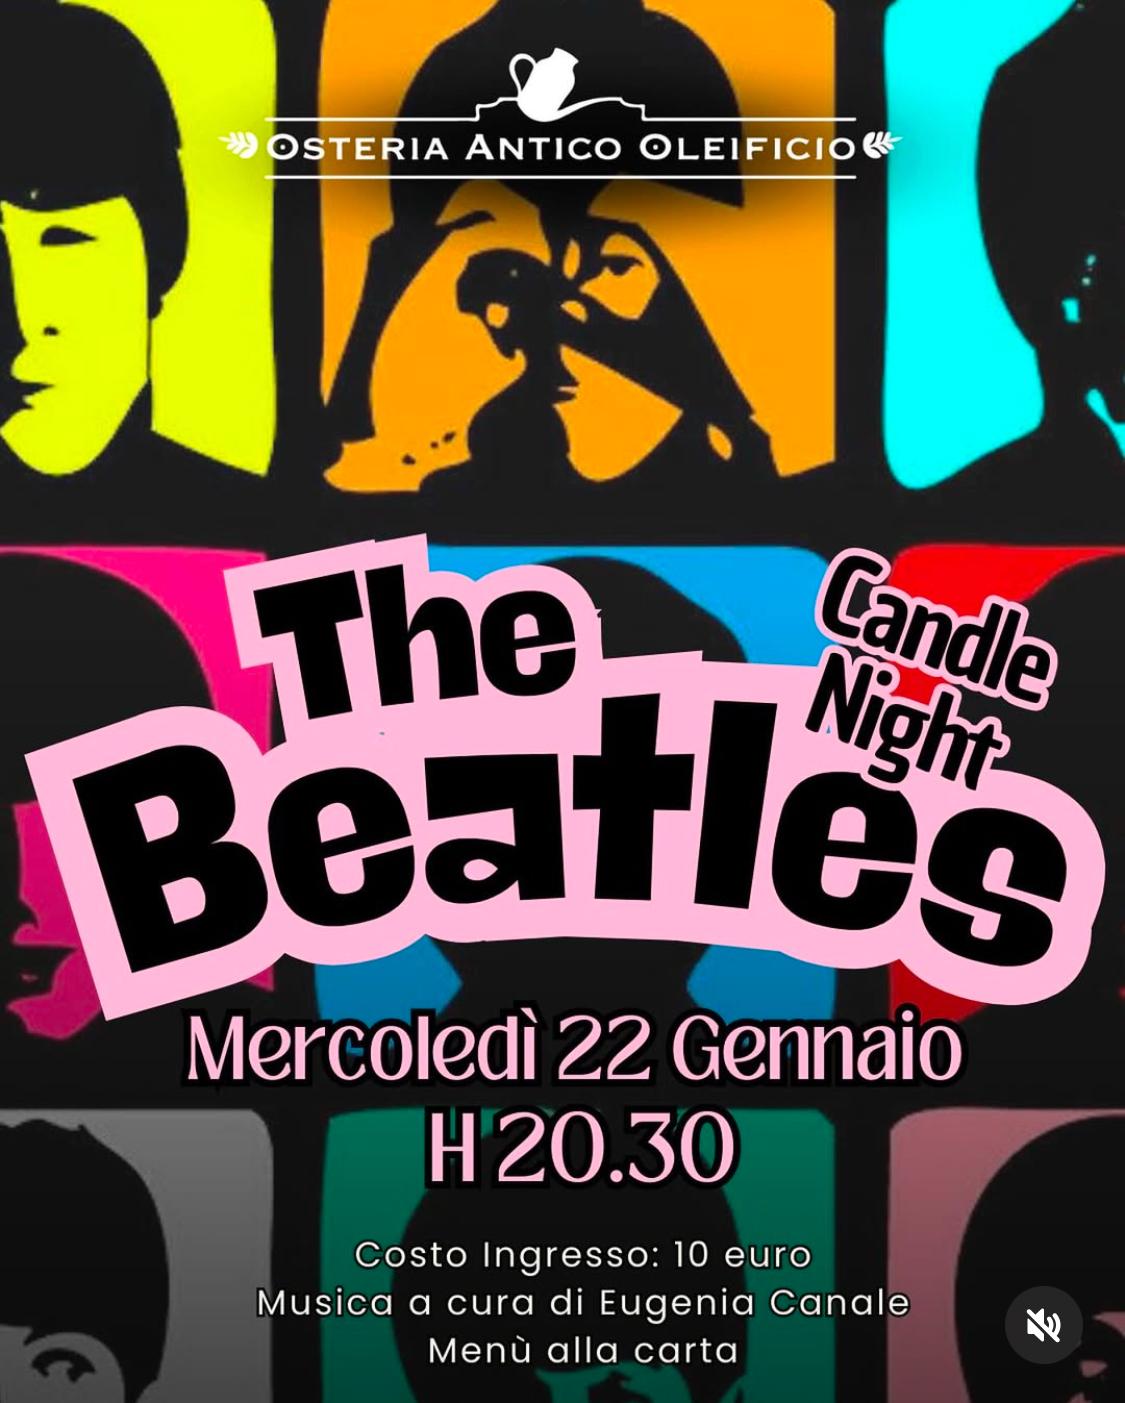 Osteria Antico Oleificio
The
Beatles
Candle
Night
Mercoledì 22 Gennaio
H 20.30
Costo Ingresso: 10 euro
Musica a cura di Eugenia Canale
Menù alla carta